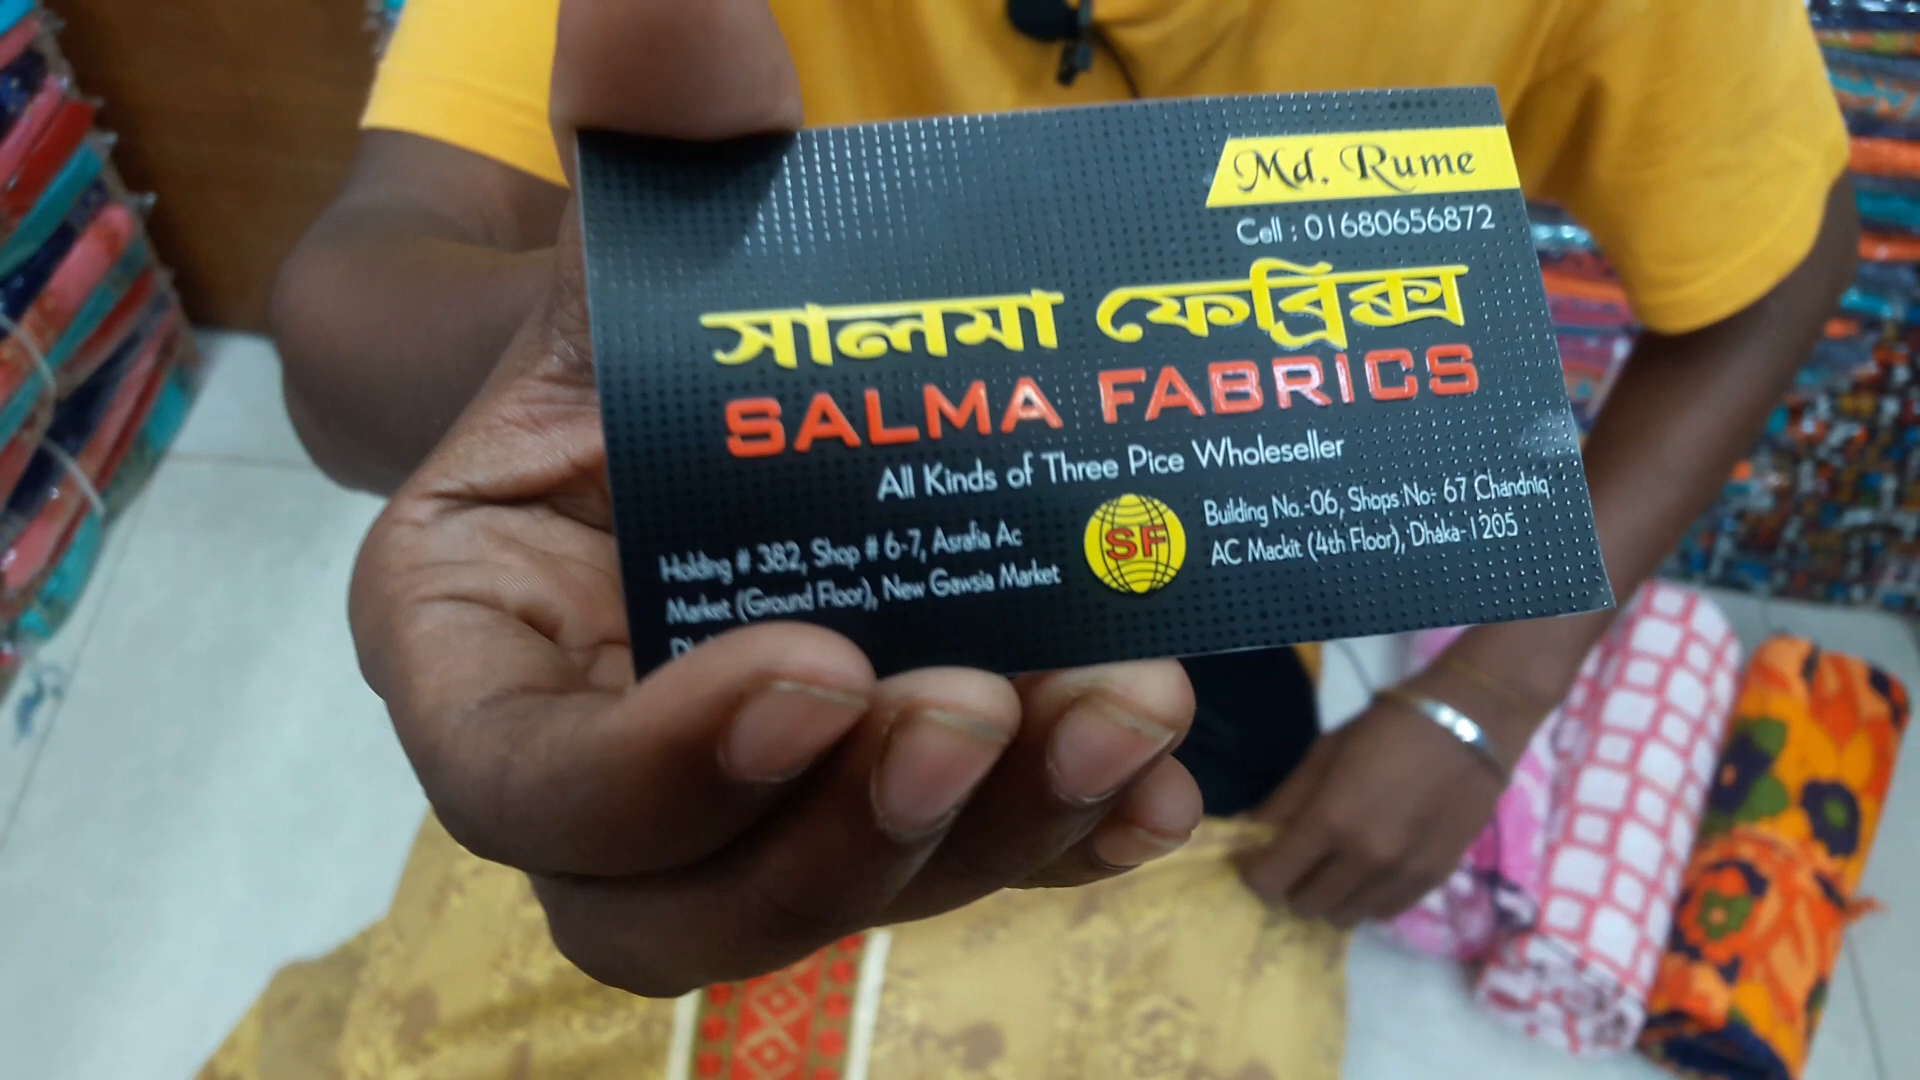 Md. Rume
Cell : 01680656872
সালমা ফেব্রিক্স
SALMA FABRICS
All Kinds of Three Pice Wholeseller
Holding # 382, Shop # 6-7, Asrafia Ac
Market (Ground Floor), New Gawsia Market
SF
Building No.-06, Shops No- 67 Chandniq
AC Mackit (4th Floor), Dhaka-1205